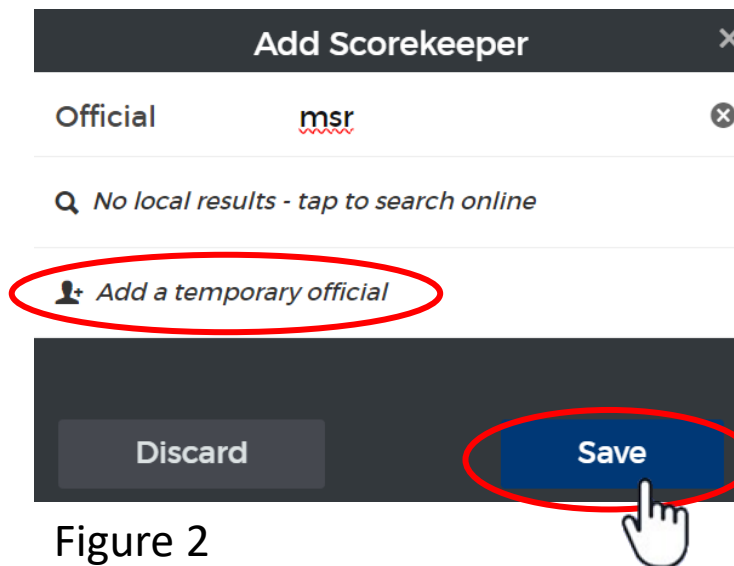 Add Scorekeeper ×
Official msr
No local results - tap to search online
Add a temporary official
Discard Save
Figure 2